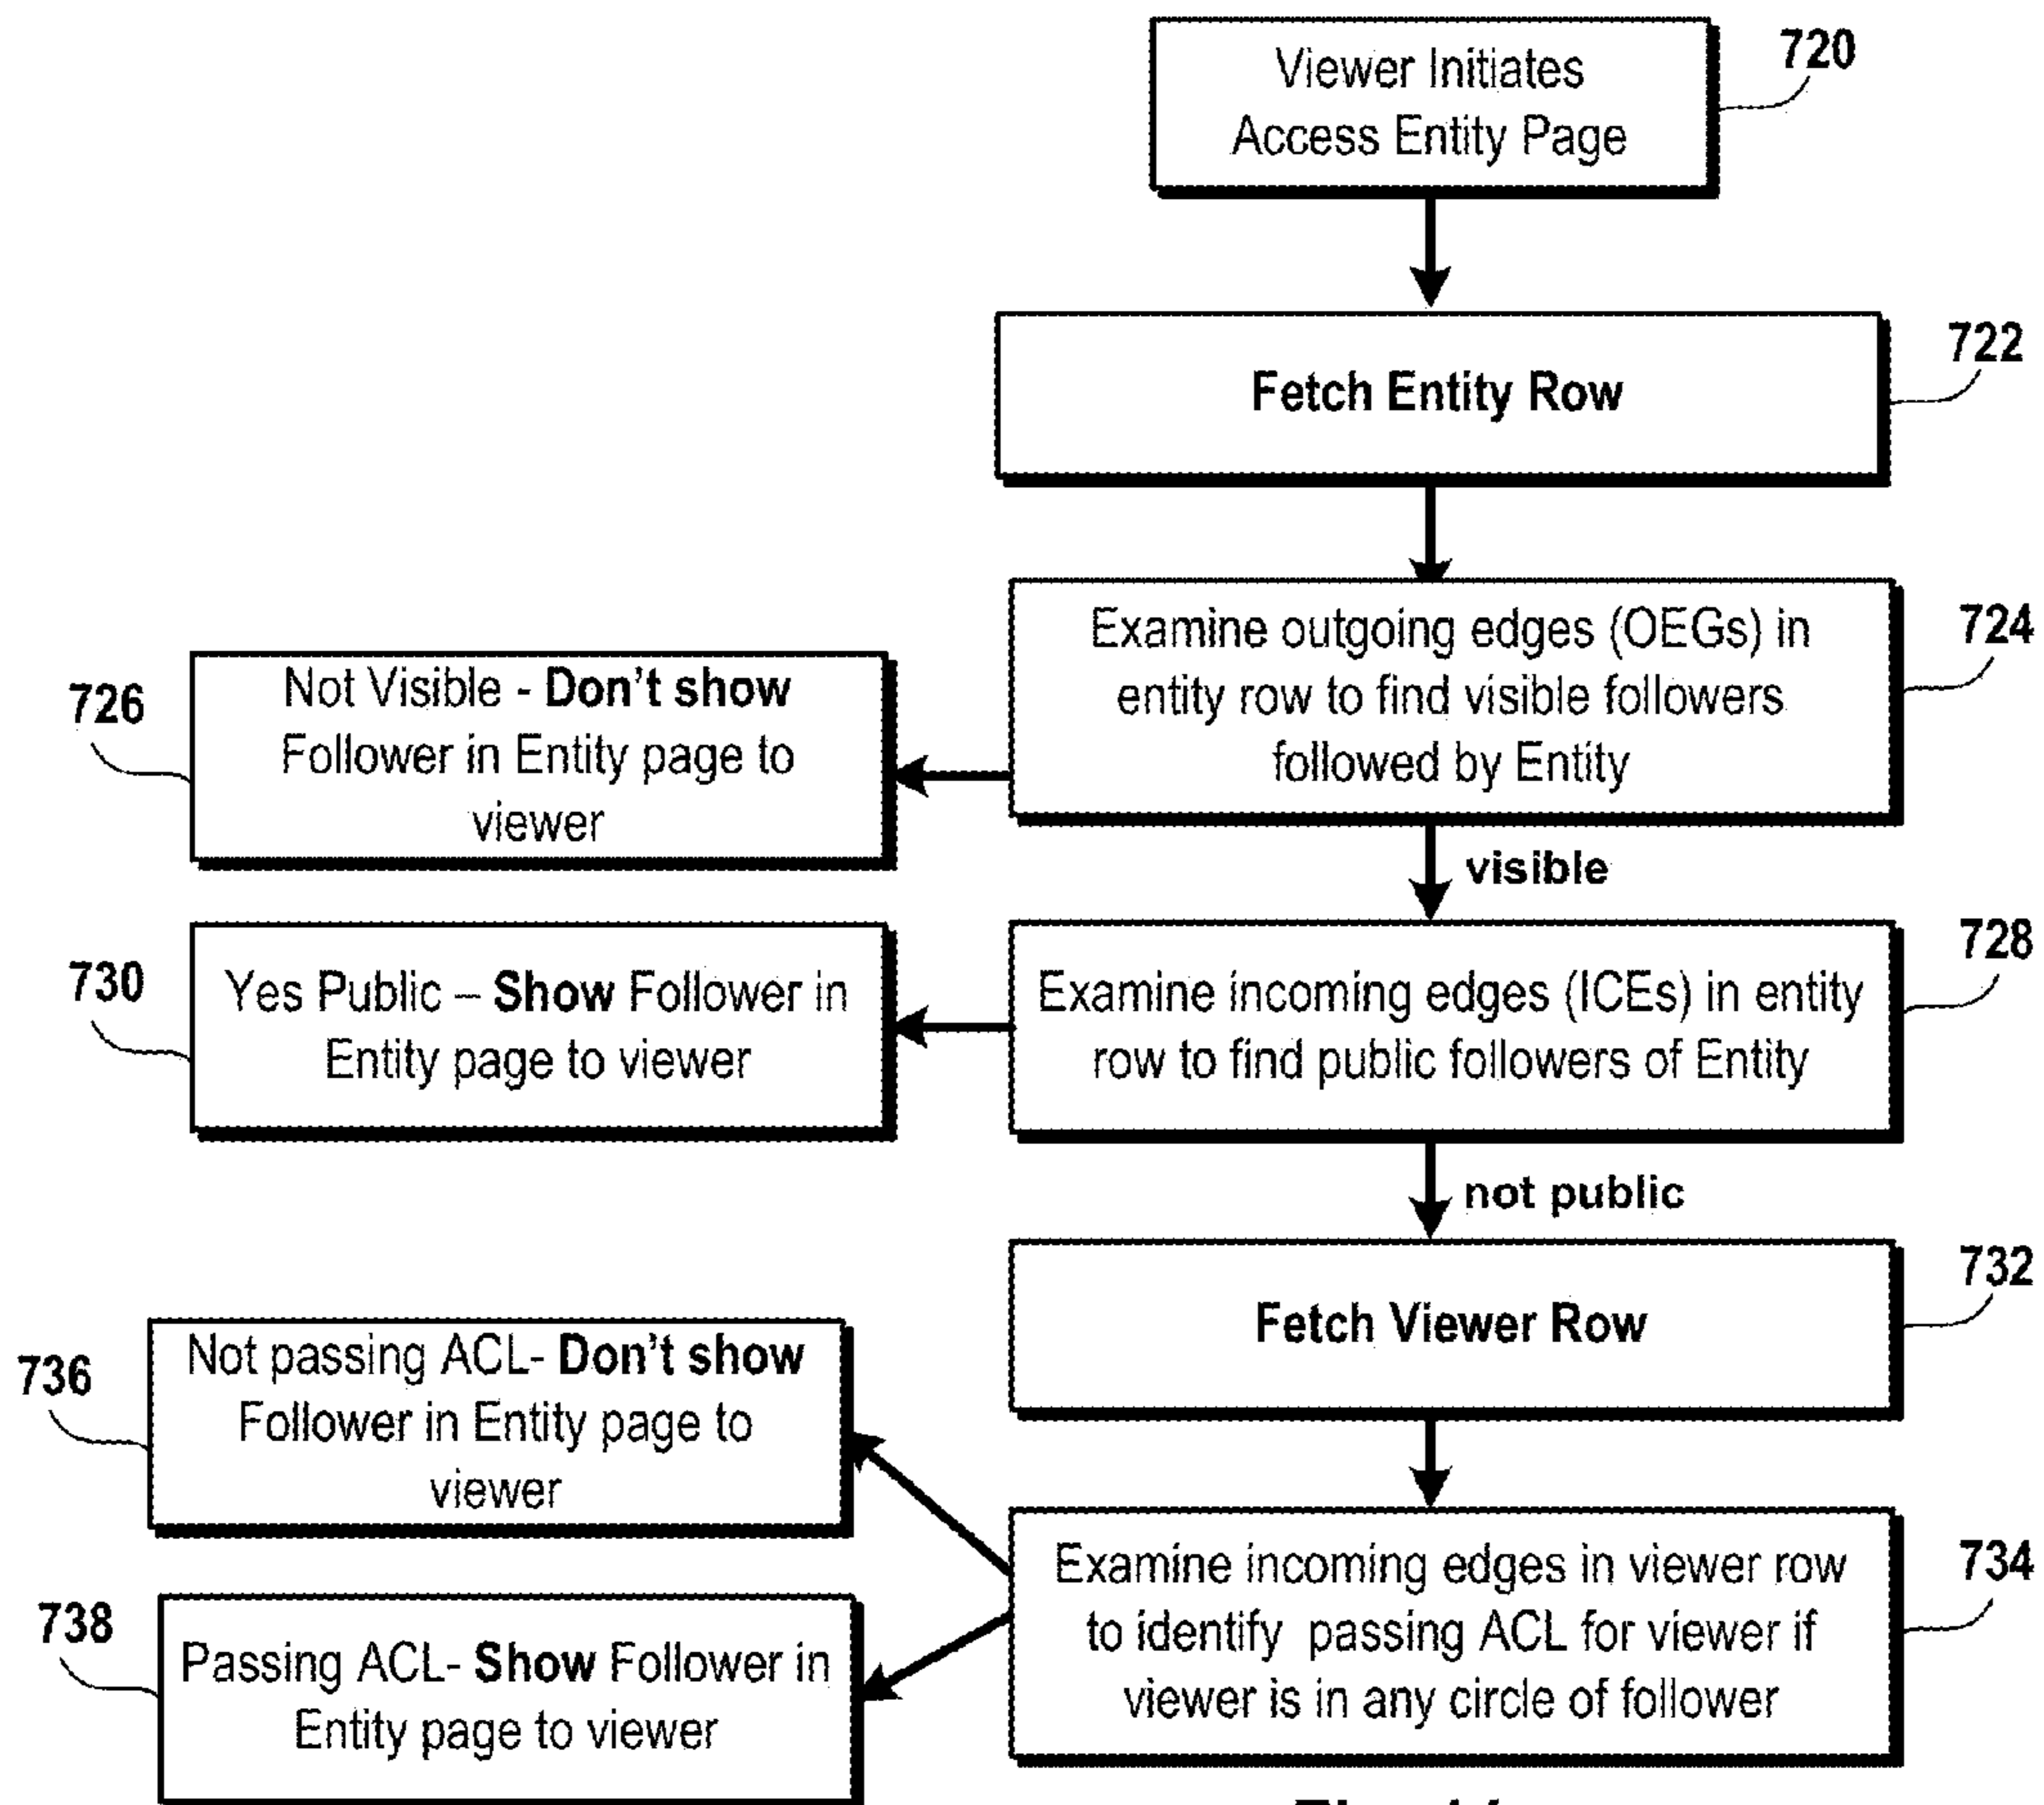 Viewer Initiates
Access Entity Page
720
Fetch Entity Row
722
Examine outgoing edges (OEGs) in
entity row to find visible followers
followed by Entity
724
Not Visible - Don't show
Follower in Entity page to
viewer
726
visible
Examine incoming edges (ICEs) in entity
row to find public followers of Entity
728
Yes Public – Show Follower in
Entity page to viewer
730
not public
Fetch Viewer Row
732
Examine incoming edges in viewer row
to identify passing ACL for viewer if
viewer is in any circle of follower
734
Not passing ACL- Don't show
Follower in Entity page to
viewer
736
Passing ACL- Show Follower in
Entity page to viewer
738